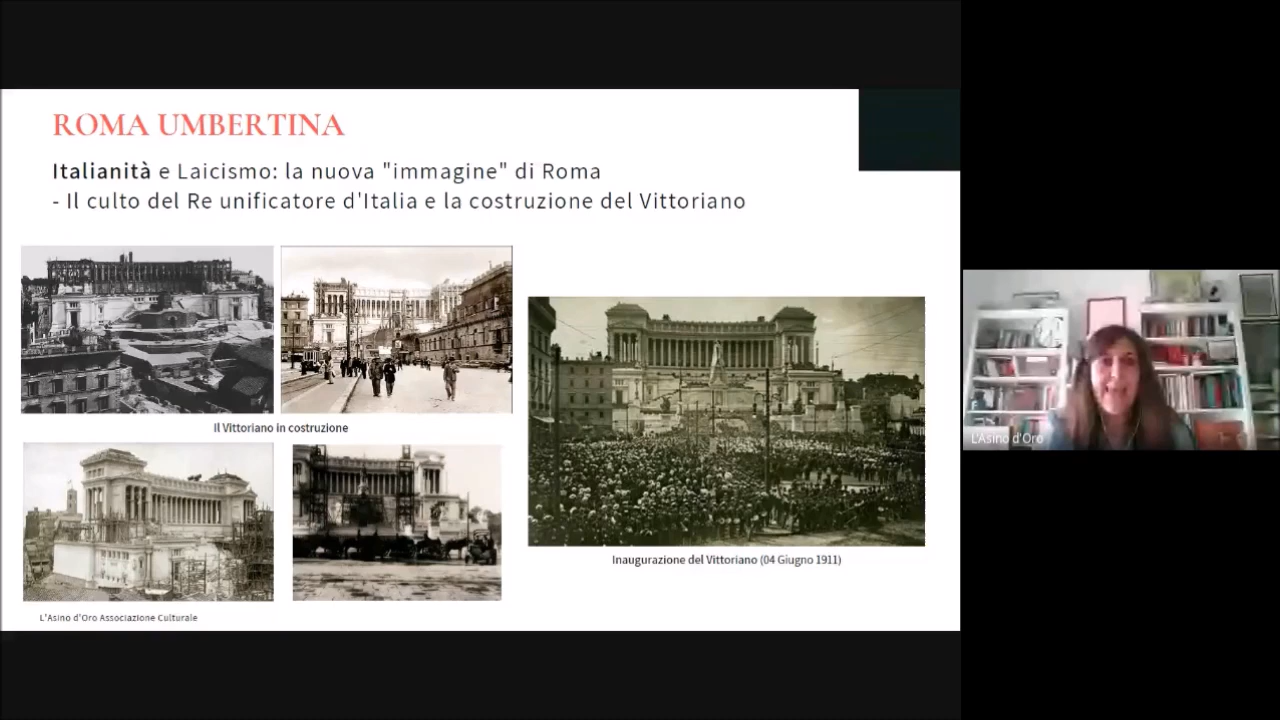 ROMA UMBERTINA
Italianità e Laicismo: la nuova "immagine" di Roma
- Il culto del Re unificatore d'Italia e la costruzione del Vittoriano
Il Vittoriano in costruzione
Inaugurazione del Vittoriano (04 Giugno 1911)
L'Asino d'Oro Associazione Culturale
L'Asino d'Oro